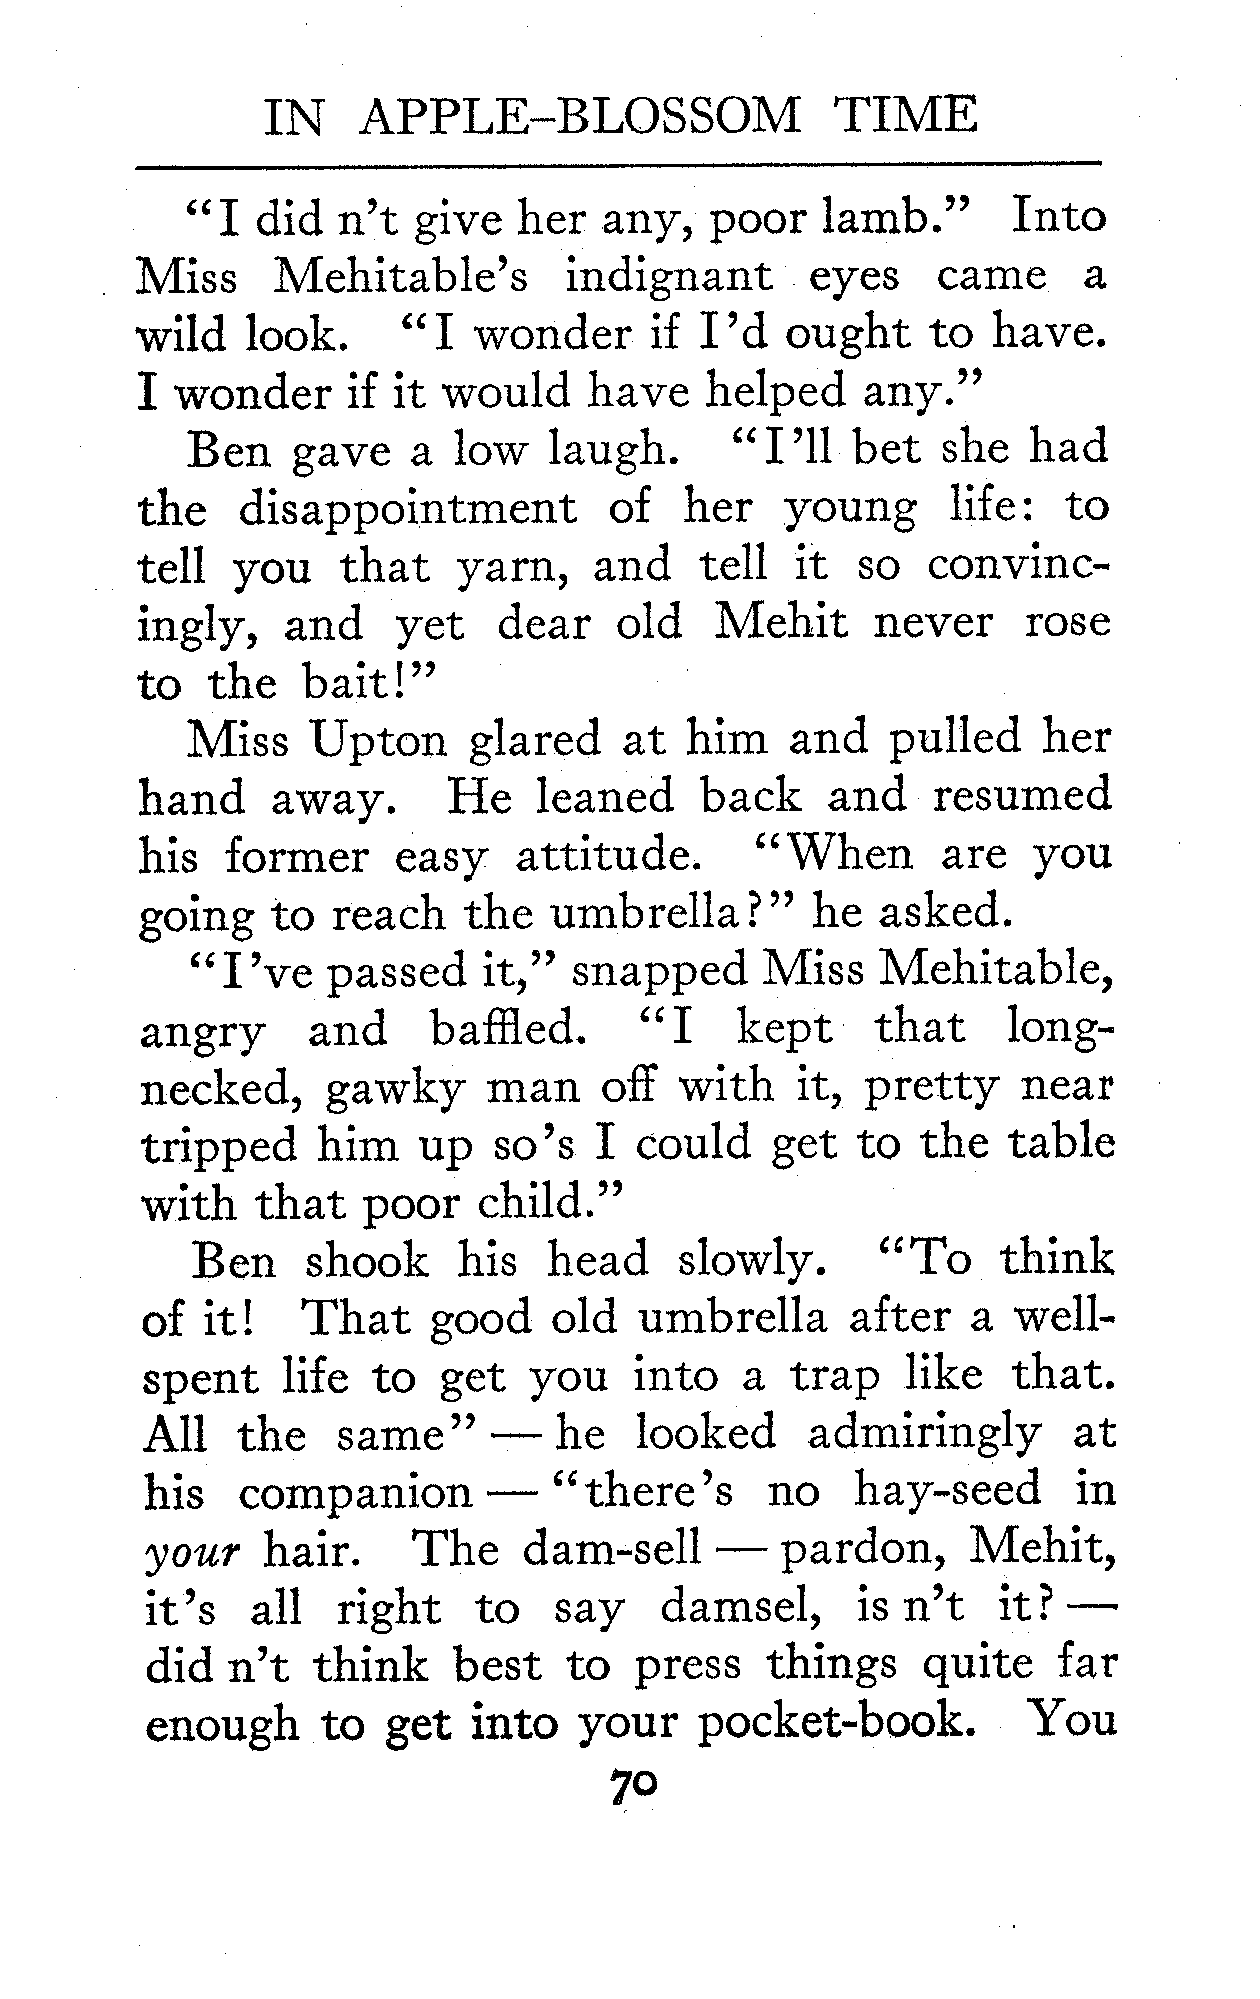 IN APPLE-BLOSSOM TIME
“I did n’t give her any, poor lamb.” Into
Miss Mehitable’s indignant eyes came a
wild look. “I wonder if I’d ought to have.
I wonder if it would have helped any.”
Ben gave a low laugh. “I’ll bet she had
the disappointment of her young life: to
tell you that yarn, and tell it so convinc-
ingly, and yet dear old Mehit never rose
to the bait!”
Miss Upton glared at him and pulled her
hand away. He leaned back and resumed
his former easy attitude. “When are you
going to reach the umbrella?” he asked.
“I’ve passed it,” snapped Miss Mehitable,
angry and baffled. “I kept that long-
necked, gawky man off with it, pretty near
tripped him up so’s I could get to the table
with that poor child.”
Ben shook his head slowly. “To think
of it! That good old umbrella after a well-
spent life to get you into a trap like that.
All the same” — he looked admiringly at
his companion — “there’s no hay-seed in
your hair. The dam-sell — pardon, Mehit,
it’s all right to say damsel, is n’t it? —
did n’t think best to press things quite far
enough to get into your pocket-book. You
70